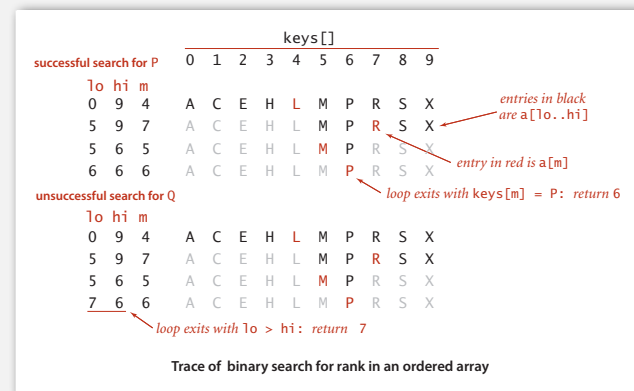 keys[]
successful search for P 0 1 2 3 4 5 6 7 8 9
lo hi m
0 9 4 A C E H L M P R S X
5 9 7 A C E H L M P R S X
5 6 5 A C E H L M P R S X
6 6 6 A C E H L M P R S X
entries in black
are a[lo..hi]
entry in red is a[m]
loop exits with keys[m] = P: return 6
unsuccessful search for Q
lo hi m
0 9 4 A C E H L M P R S X
5 9 7 A C E H L M P R S X
5 6 5 A C E H L M P R S X
7 6 6 A C E H L M P R S X
loop exits with lo > hi: return 7
Trace of binary search for rank in an ordered array